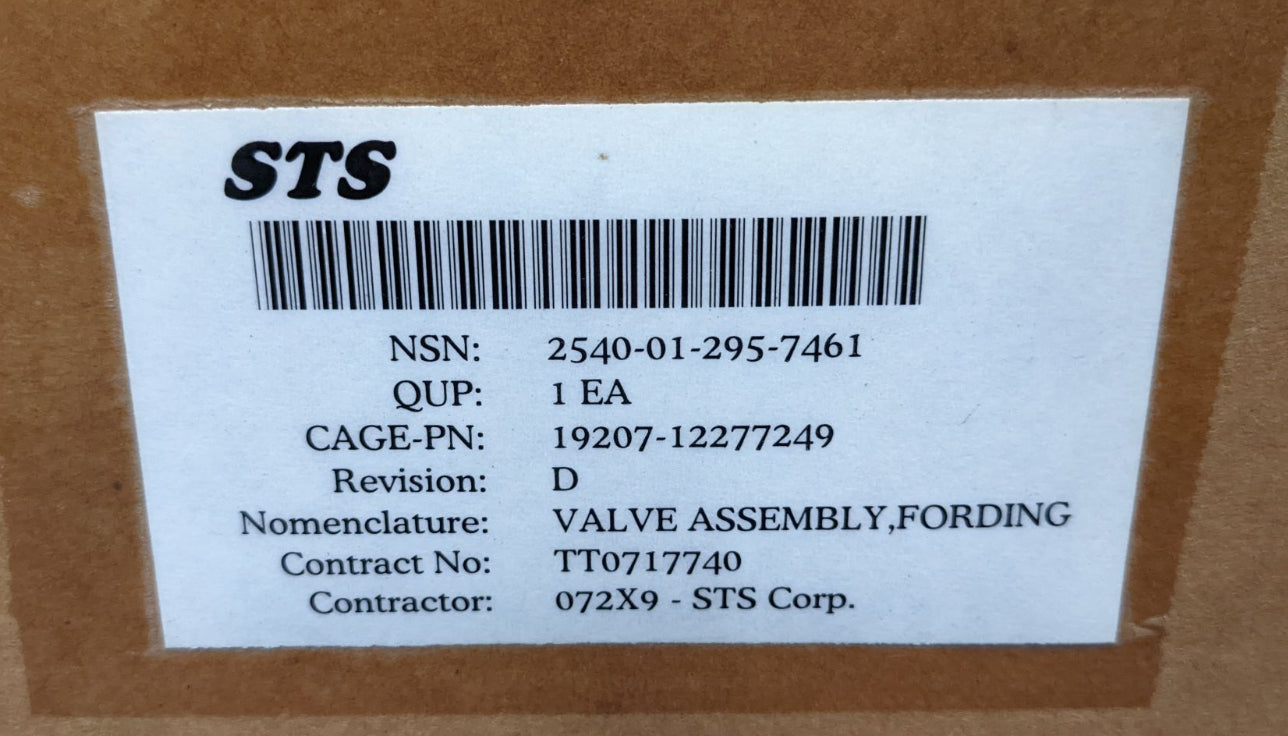 STS
NSN: 2540-01-295-7461
QUP: 1 EA
CAGE-PN: 19207-12277249
Revision: D
Nomenclature: VALVE ASSEMBLY,FORDING
Contract No: TT0717740
Contractor: 072X9 - STS Corp.